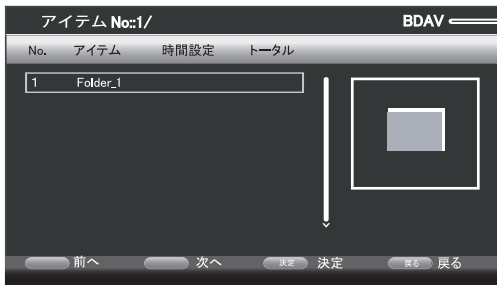 アイテム No::1/ BDAV
No. アイテム 時間設定 トータル
1 Folder_1
前へ 次へ 決定 決定 戻る 戻る